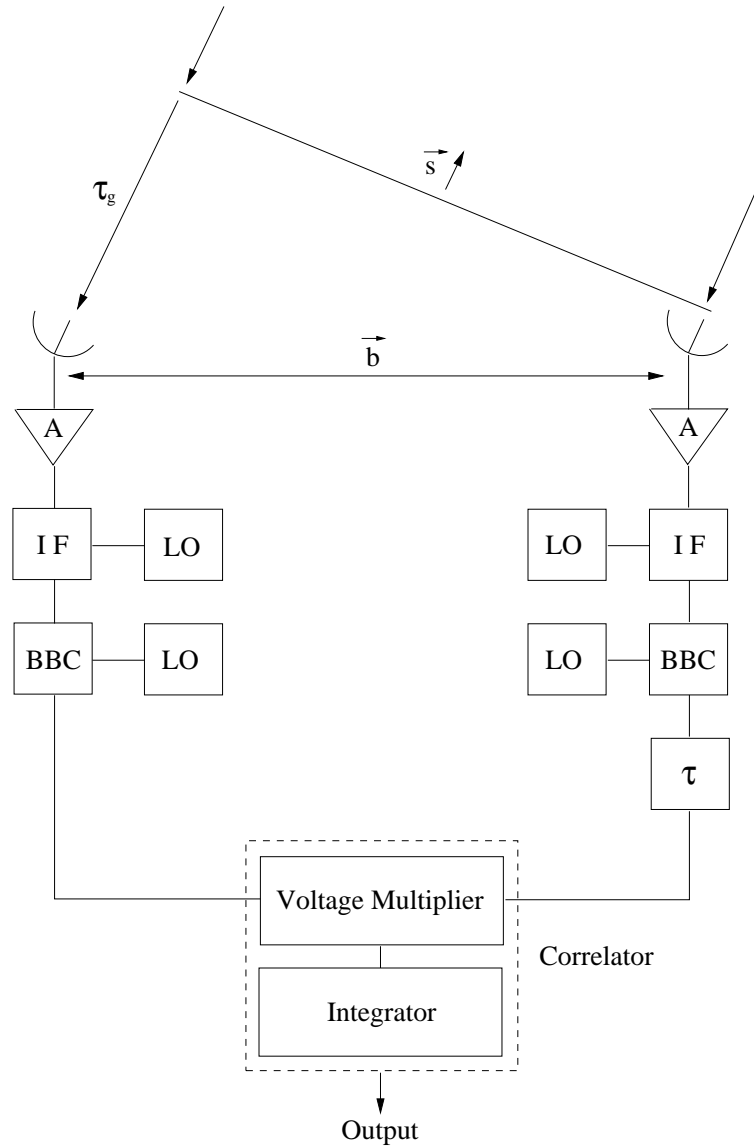 s
τg
b
A
A
I F
LO
LO
I F
BBC
LO
LO
BBC
τ
Voltage Multiplier
Correlator
Integrator
Output